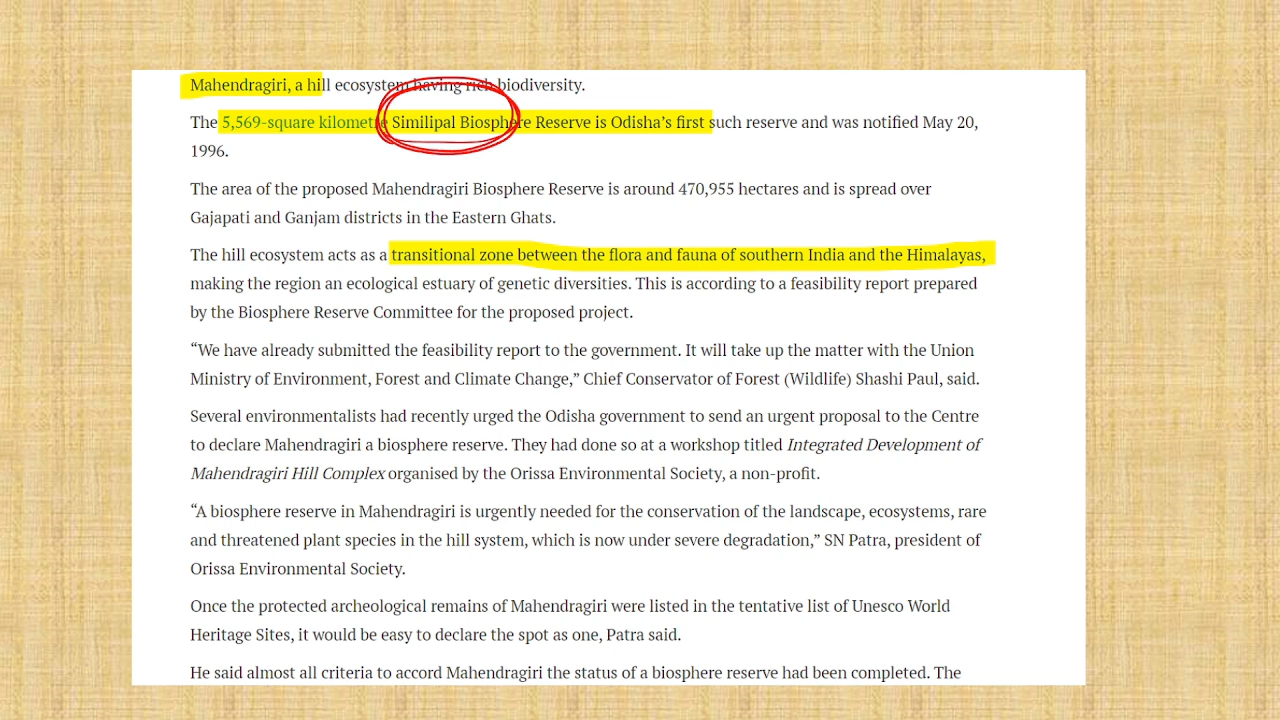 Mahendragiri, a hill ecosystem having rich biodiversity.
The 5,569-square kilometre Similipal Biosphere Reserve is Odisha’s first such reserve and was notified May 20,
1996.
The area of the proposed Mahendragiri Biosphere Reserve is around 470,955 hectares and is spread over
Gajapati and Ganjam districts in the Eastern Ghats.
The hill ecosystem acts as a transitional zone between the flora and fauna of southern India and the Himalayas,
making the region an ecological estuary of genetic diversities. This is according to a feasibility report prepared
by the Biosphere Reserve Committee for the proposed project.
“We have already submitted the feasibility report to the government. It will take up the matter with the Union
Ministry of Environment, Forest and Climate Change,” Chief Conservator of Forest (Wildlife) Shashi Paul, said.
Several environmentalists had recently urged the Odisha government to send an urgent proposal to the Centre
to declare Mahendragiri a biosphere reserve. They had done so at a workshop titled Integrated Development of
Mahendragiri Hill Complex organised by the Orissa Environmental Society, a non-profit.
“A biosphere reserve in Mahendragiri is urgently needed for the conservation of the landscape, ecosystems, rare
and threatened plant species in the hill system, which is now under severe degradation,” SN Patra, president of
Orissa Environmental Society.
Once the protected archeological remains of Mahendragiri were listed in the tentative list of Unesco World
Heritage Sites, it would be easy to declare the spot as one, Patra said.
He said almost all criteria to accord Mahendragiri the status of a biosphere reserve had been completed. The